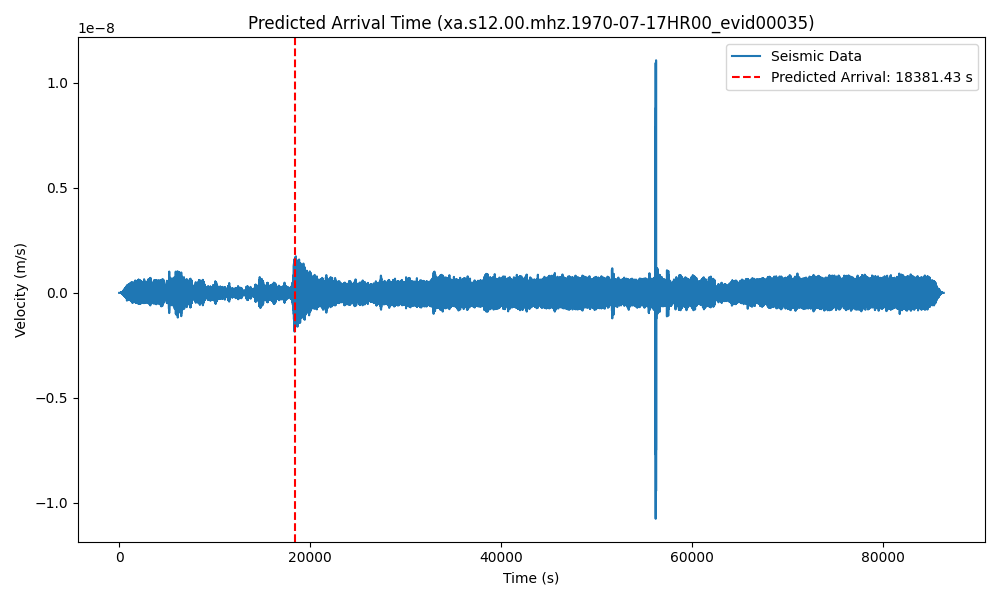 Predicted Arrival Time (xa.s12.00.mhz.1970-07-17HR00_evid00035)
1e−8
Seismic Data
Predicted Arrival: 18381.43 s
1.0
0.5
0.0
−0.5
−1.0
Velocity (m/s)
0 20000 40000 60000 80000
Time (s)